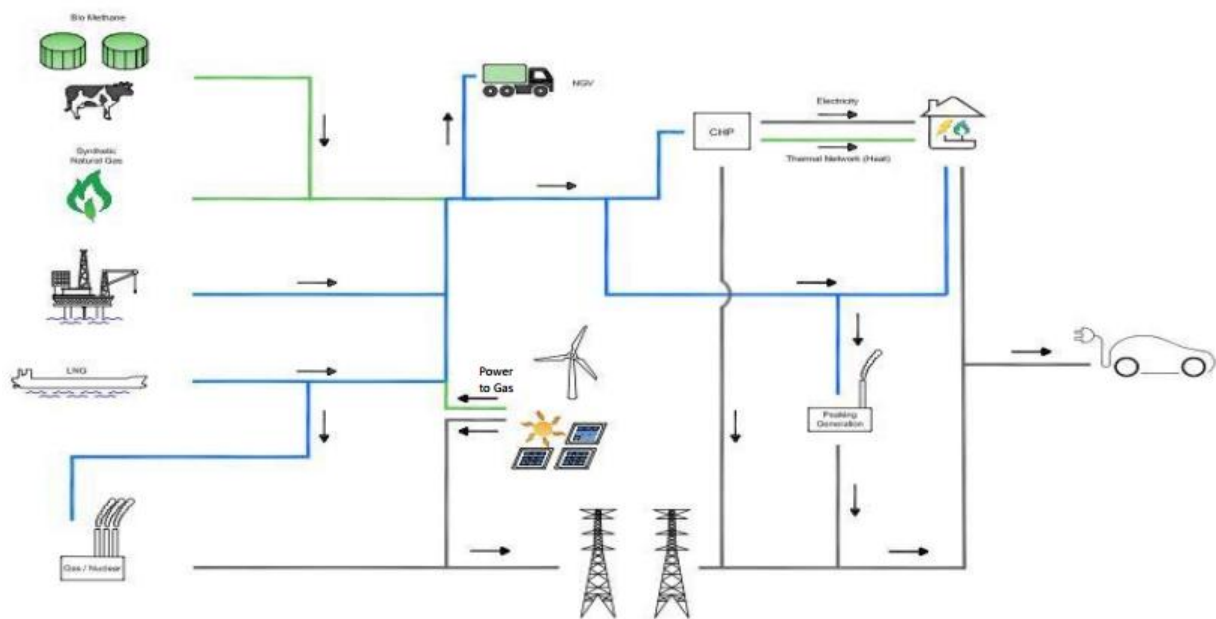 Bio Methane
NGV
Electricity
CHP
Thermal Network (Heat)
Synthetic
Natural Gas
LNG
Power
to Gas
Peaking
Generation
Gas / Nuclear